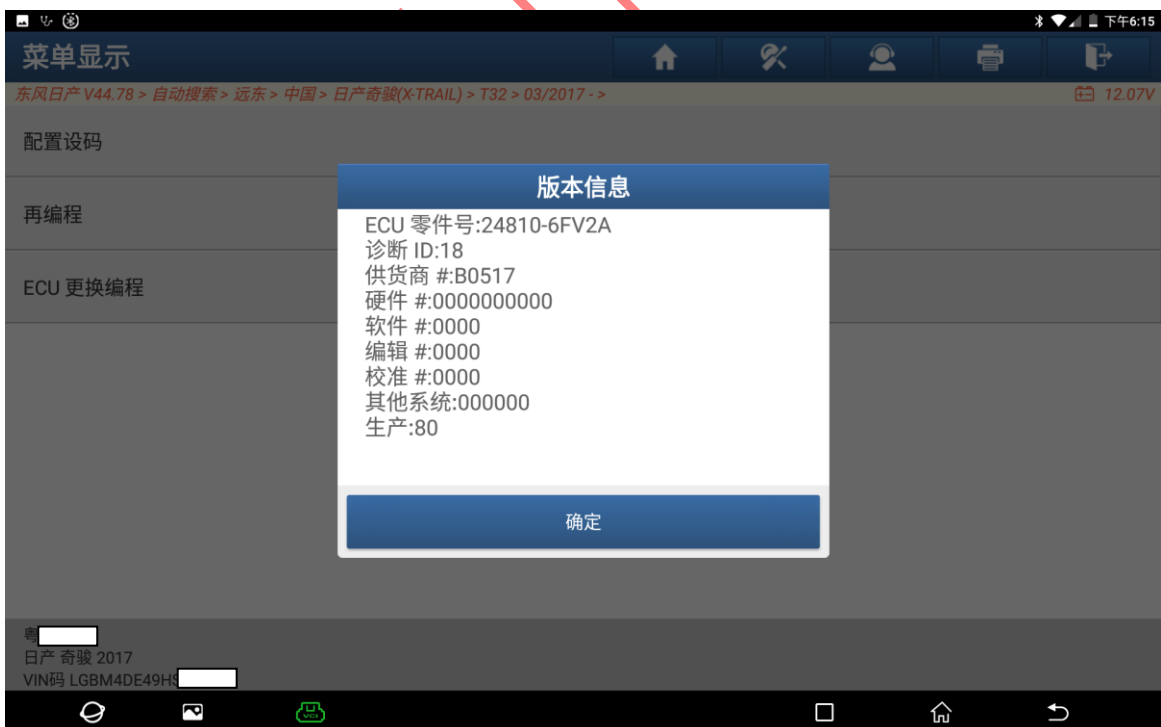 下午6:15
菜单显示
东风日产 V44.78 > 自动搜索 > 远东 > 中国 > 日产奇骏(X-TRAIL) > T32 > 03/2017 - >
12.07V
配置设码
再编程
ECU 更换编程
版本信息
ECU 零件号:24810-6FV2A
诊断 ID:18
供货商 #:B0517
硬件 #:0000000000
软件 #:0000
编辑 #:0000
校准 #:0000
其他系统:000000
生产:80
确定
粤
日产 奇骏 2017
VIN码 LGBM4DE49HS
VCI